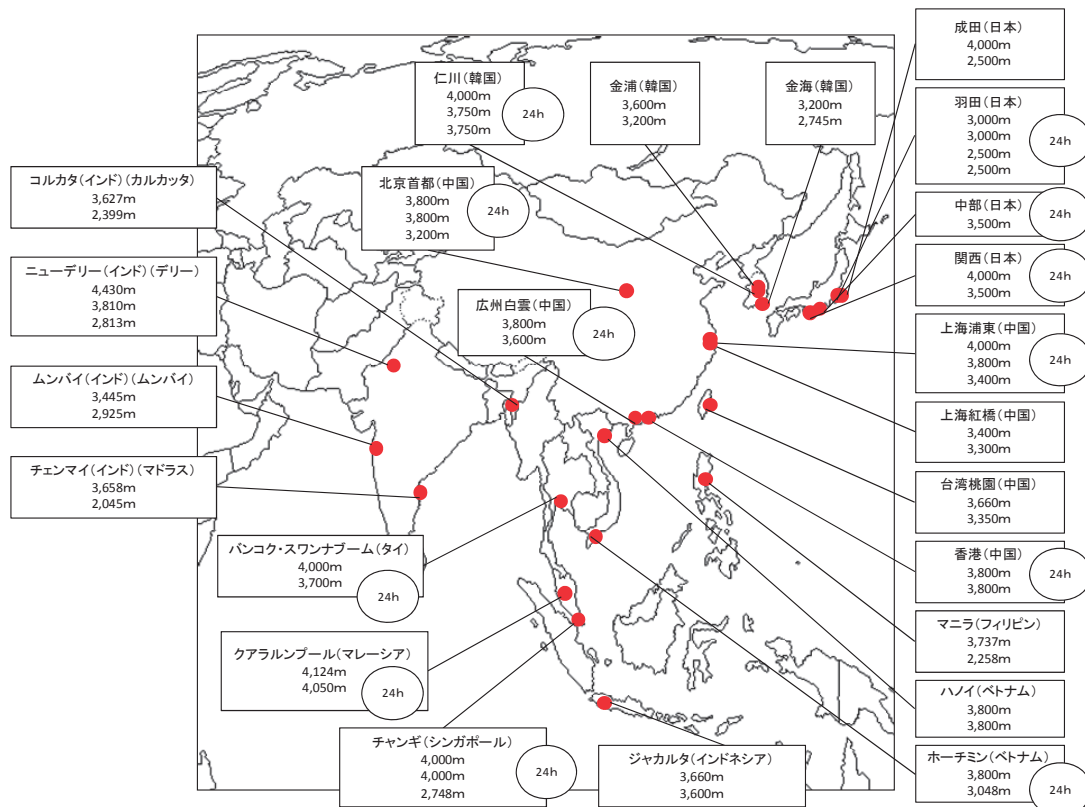 成田(日本)
4,000m
2,500m
仁川(韓国)
4,000m
3,750m
3,750m
24h
金浦(韓国)
3,600m
3,200m
金海(韓国)
3,200m
2,745m
羽田(日本)
3,000m
3,000m
2,500m
2,500m
24h
コルカタ(インド)(カルカッタ)
3,627m
2,399m
北京首都(中国)
3,800m
3,800m
3,200m
24h
中部(日本)
3,500m
24h
関西(日本)
4,000m
3,500m
24h
ニューデリー(インド)(デリー)
4,430m
3,810m
2,813m
広州白雲(中国)
3,800m
3,600m
24h
上海浦東(中国)
4,000m
3,800m
3,400m
24h
ムンバイ(インド)(ムンバイ)
3,445m
2,925m
上海紅橋(中国)
3,400m
3,300m
チェンマイ(インド)(マドラス)
3,658m
2,045m
台湾桃園(中国)
3,660m
3,350m
バンコク・スワンナブーム(タイ)
4,000m
3,700m
24h
香港(中国)
3,800m
3,800m
24h
マニラ(フィリピン)
3,737m
2,258m
クアラルンプール(マレーシア)
4,124m
4,050m
24h
ハノイ(ベトナム)
3,800m
3,800m
チャンギ(シンガポール)
4,000m
4,000m
2,748m
24h
ジャカルタ(インドネシア)
3,660m
3,600m
ホーチミン(ベトナム)
3,800m
3,048m
24h